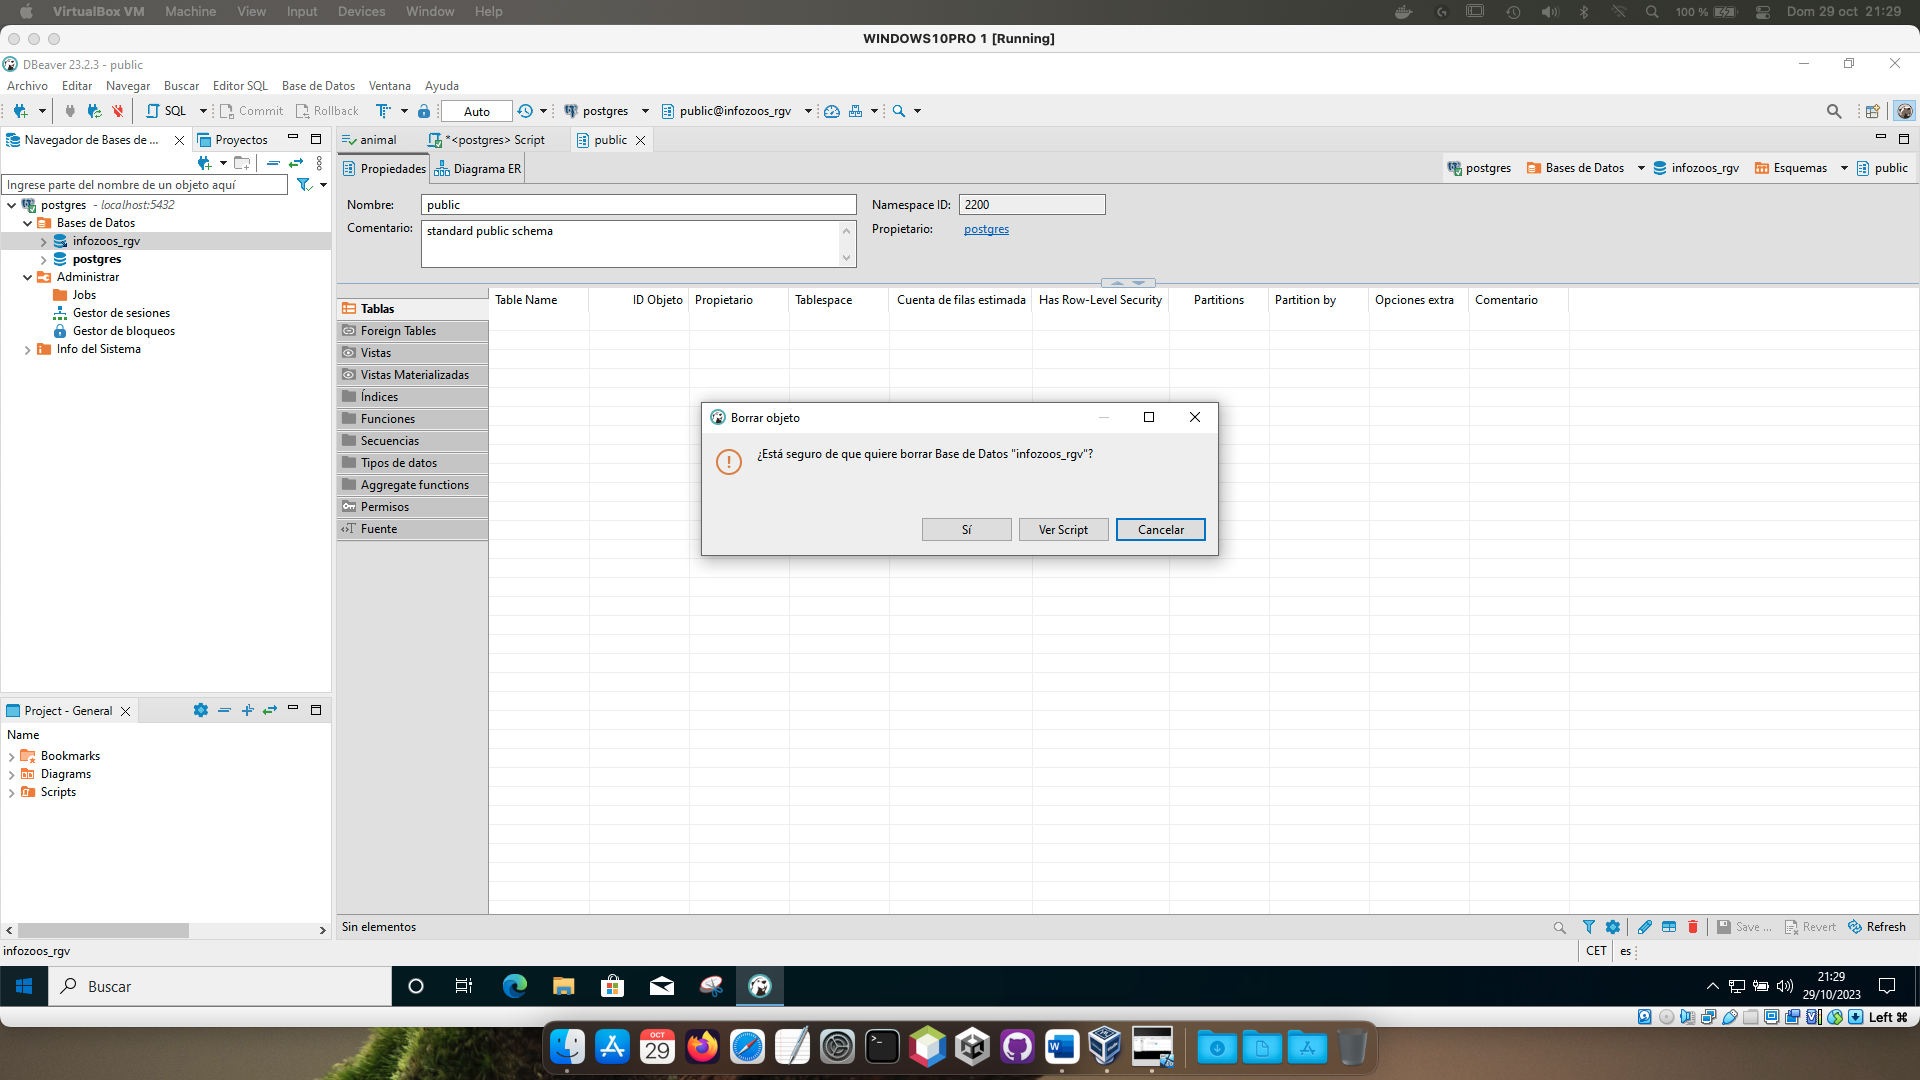 VirtualBox VM Machine View Input Devices Window Help 100 % Dom 29 oct 21:29
WINDOWS10PRO 1 [Running]
DBeaver 23.2.3 - public
Archivo Editar Navegar Buscar Editor SQL Base de Datos Ventana Ayuda
SQL Commit Rollback Auto postgres public@infozoos_rgv
Navegador de Bases de ... Proyectos
animal *<postgres> Script public
Ingrese parte del nombre de un objeto aquí
postgres - localhost:5432
Bases de Datos
infozoos_rgv
postgres
Administrar
Jobs
Gestor de sesiones
Gestor de bloqueos
Info del Sistema
Propiedades Diagrama ER
postgres Bases de Datos infozoos_rgv Esquemas public
Nombre: public
Namespace ID: 2200
Comentario: standard public schema
Propietario: postgres
Tablas
Foreign Tables
Vistas
Vistas Materializadas
Índices
Funciones
Secuencias
Tipos de datos
Aggregate functions
Permisos
Fuente
Table Name ID Objeto Propietario Tablespace Cuenta de filas estimada Has Row-Level Security Partitions Partition by Opciones extra Comentario
Borrar objeto
¿Está seguro de que quiere borrar Base de Datos "infozoos_rgv"?
Sí Ver Script Cancelar
Project - General
Name
Bookmarks
Diagrams
Scripts
Sin elementos
Save ... Revert Refresh
infozoos_rgv
CET es
Buscar
21:29
29/10/2023
Left ⌘
OCT
29